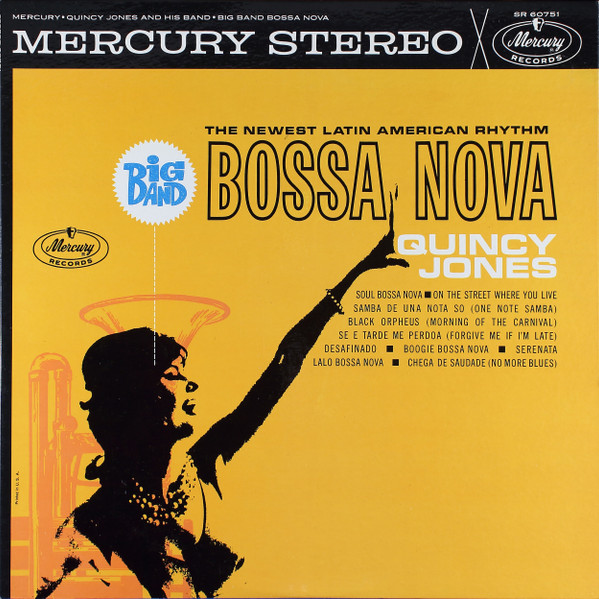 MERCURY • QUINCY JONES AND HIS BAND • BIG BAND BOSSA NOVA
SR 60751
MERCURY STEREO
Mercury
RECORDS
THE NEWEST LATIN AMERICAN RHYTHM
BIG
BAND
BOSSA NOVA
Mercury
RECORDS
QUINCY
JONES
SOUL BOSSA NOVA ■ ON THE STREET WHERE YOU LIVE
SAMBA DE UNA NOTA SO (ONE NOTE SAMBA)
BLACK ORPHEUS (MORNING OF THE CARNIVAL)
SE E TARDE ME PERDOA (FORGIVE ME IF I'M LATE)
DESAFINADO ■ BOOGIE BOSSA NOVA ■ SERENATA
LALO BOSSA NOVA ■ CHEGA DE SAUDADE (NO MORE BLUES)
Printed in U.S.A.